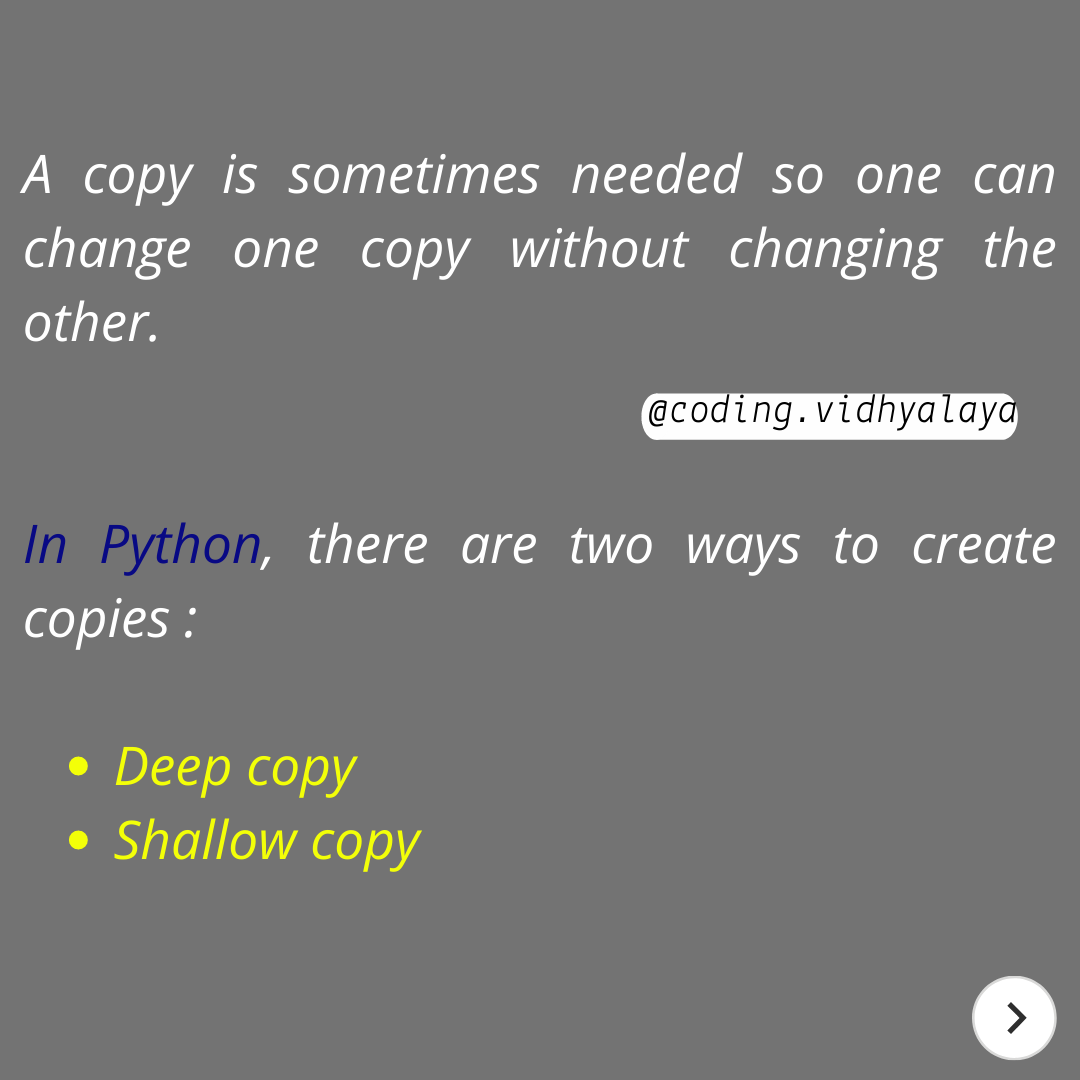 A copy is sometimes needed so one can
change one copy without changing the
other.
@coding.vidhyalaya
In Python, there are two ways to create
copies :
• Deep copy
• Shallow copy